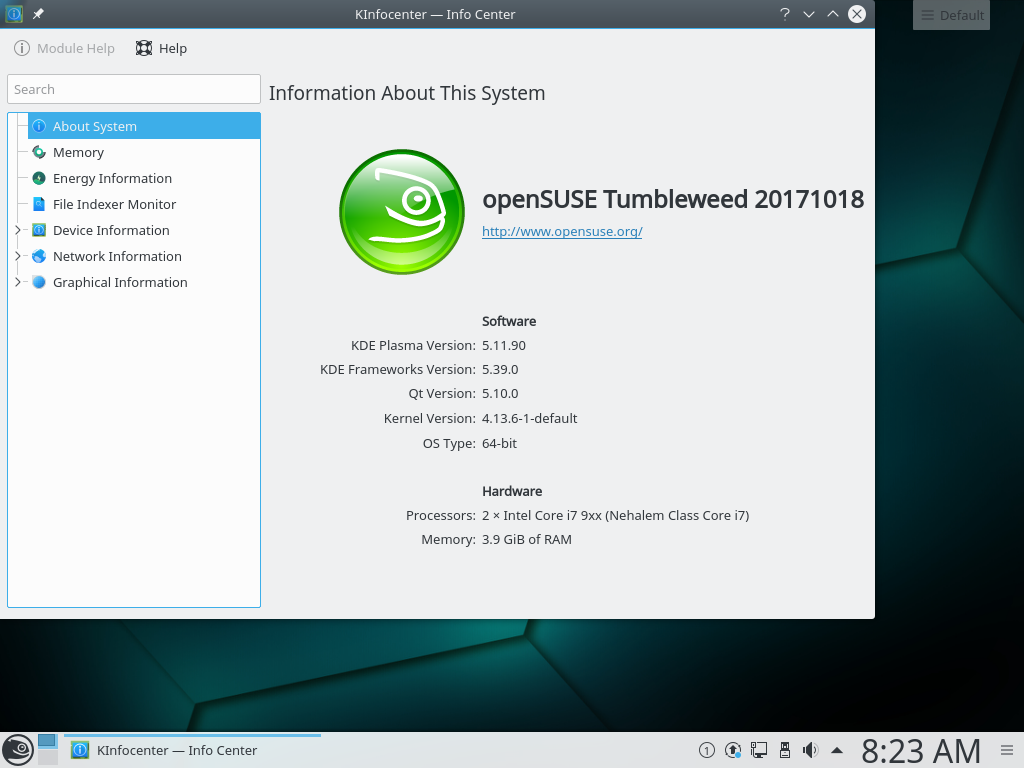 KInfocenter — Info Center
Default
Module Help
Help
Search
Information About This System
About System
Memory
Energy Information
File Indexer Monitor
Device Information
Network Information
Graphical Information
openSUSE Tumbleweed 20171018
http://www.opensuse.org/
Software
KDE Plasma Version: 5.11.90
KDE Frameworks Version: 5.39.0
Qt Version: 5.10.0
Kernel Version: 4.13.6-1-default
OS Type: 64-bit
Hardware
Processors: 2 × Intel Core i7 9xx (Nehalem Class Core i7)
Memory: 3.9 GiB of RAM
KInfocenter — Info Center
1
8:23 AM